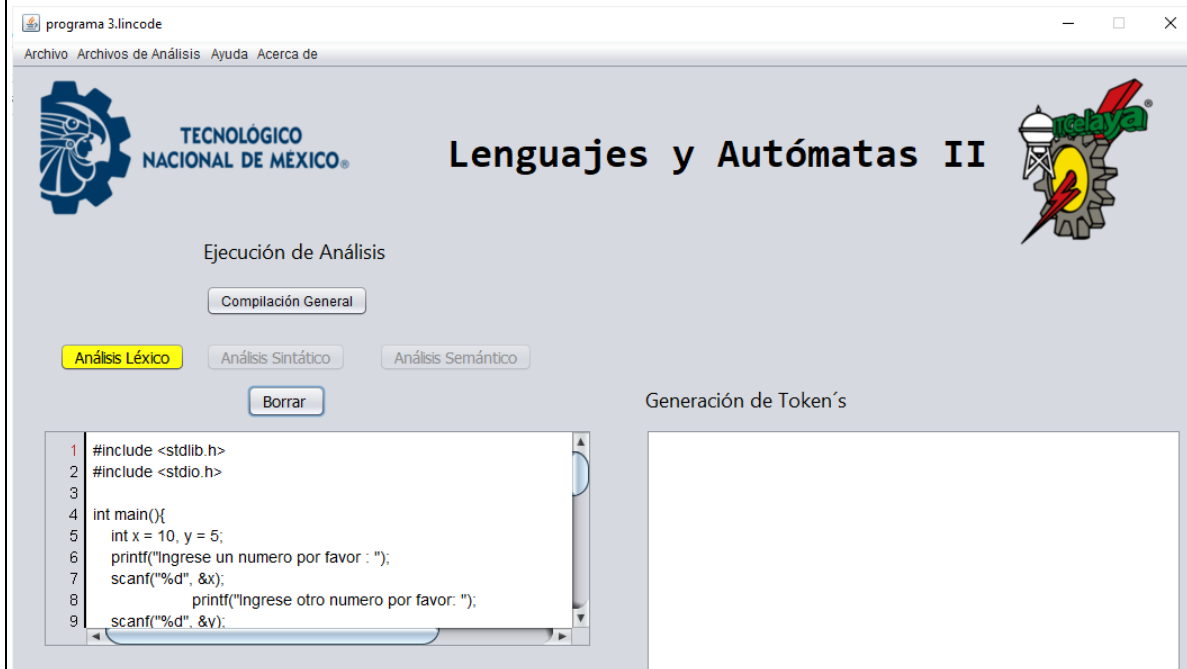 programa 3.lincode
Archivo Archivos de Análisis Ayuda Acerca de
TECNOLÓGICO
NACIONAL DE MÉXICO®
Lenguajes y Autómatas II
ITCelaya®
Ejecución de Análisis
Compilación General
Análisis Léxico Análisis Sintático Análisis Semántico
Borrar
Generación de Token´s
1 #include <stdlib.h>
2 #include <stdio.h>
3
4 int main(){
5 int x = 10, y = 5;
6 printf("Ingrese un numero por favor : ");
7 scanf("%d", &x);
8 printf("Ingrese otro numero por favor: ");
9 scanf("%d", &y);